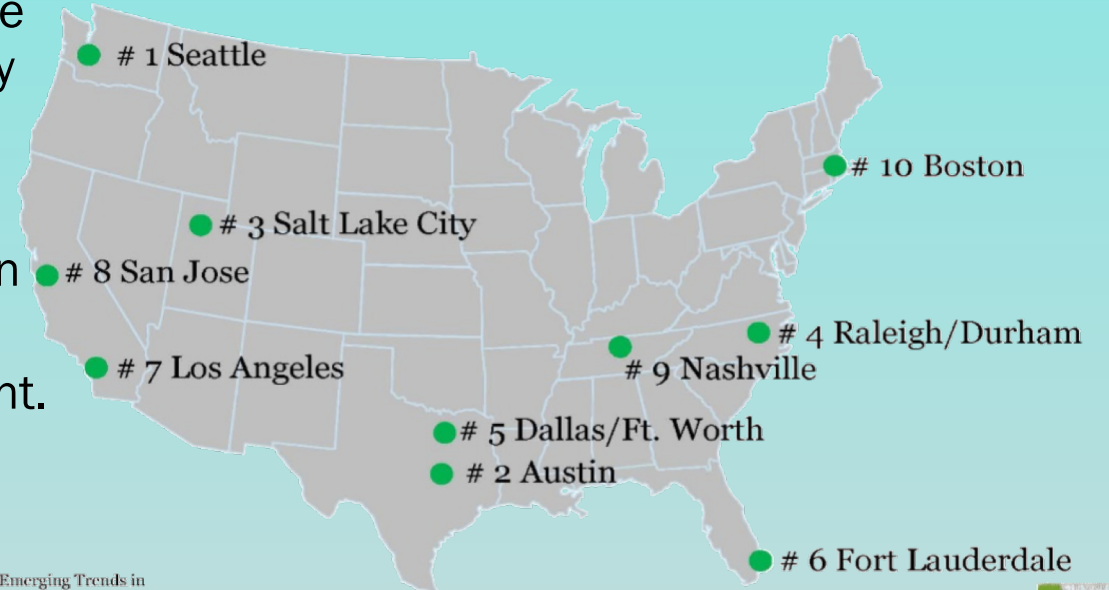 # 1 Seattle
# 10 Boston
# 3 Salt Lake City
# 8 San Jose
# 4 Raleigh/Durham
# 7 Los Angeles
# 9 Nashville
# 5 Dallas/Ft. Worth
# 2 Austin
# 6 Fort Lauderdale
Emerging Trends in